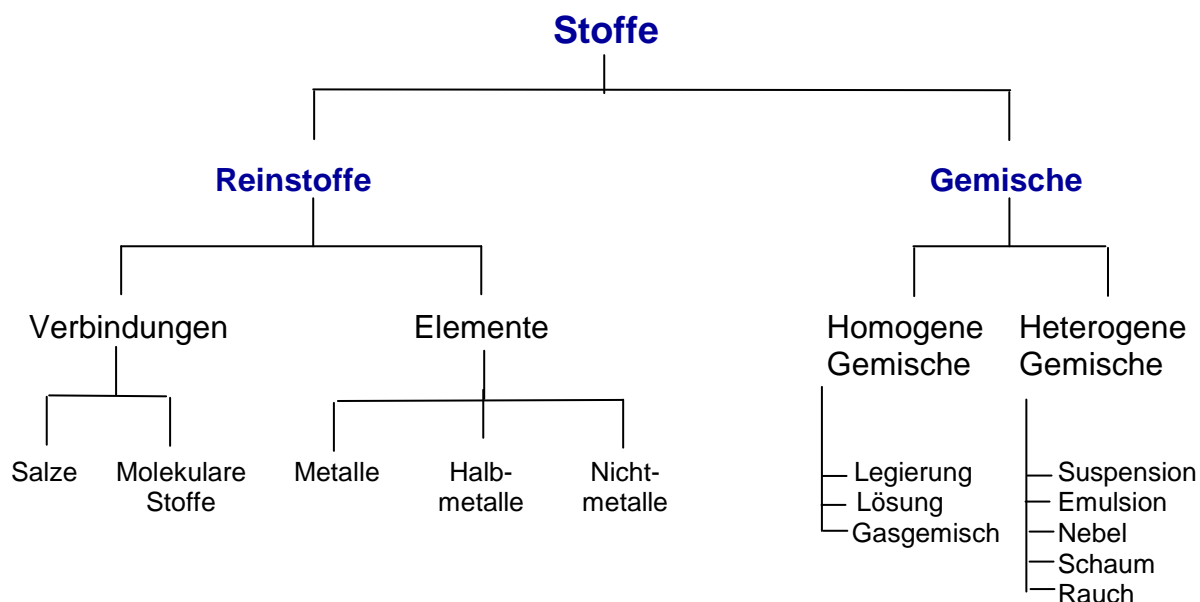 Stoffe
Reinstoffe
Gemische
Verbindungen
Elemente
Homogene
Gemische
Heterogene
Gemische
Salze
Molekulare
Stoffe
Metalle
Halb-
metalle
Nicht-
metalle
Legierung
Lösung
Gasgemisch
Suspension
Emulsion
Nebel
Schaum
Rauch